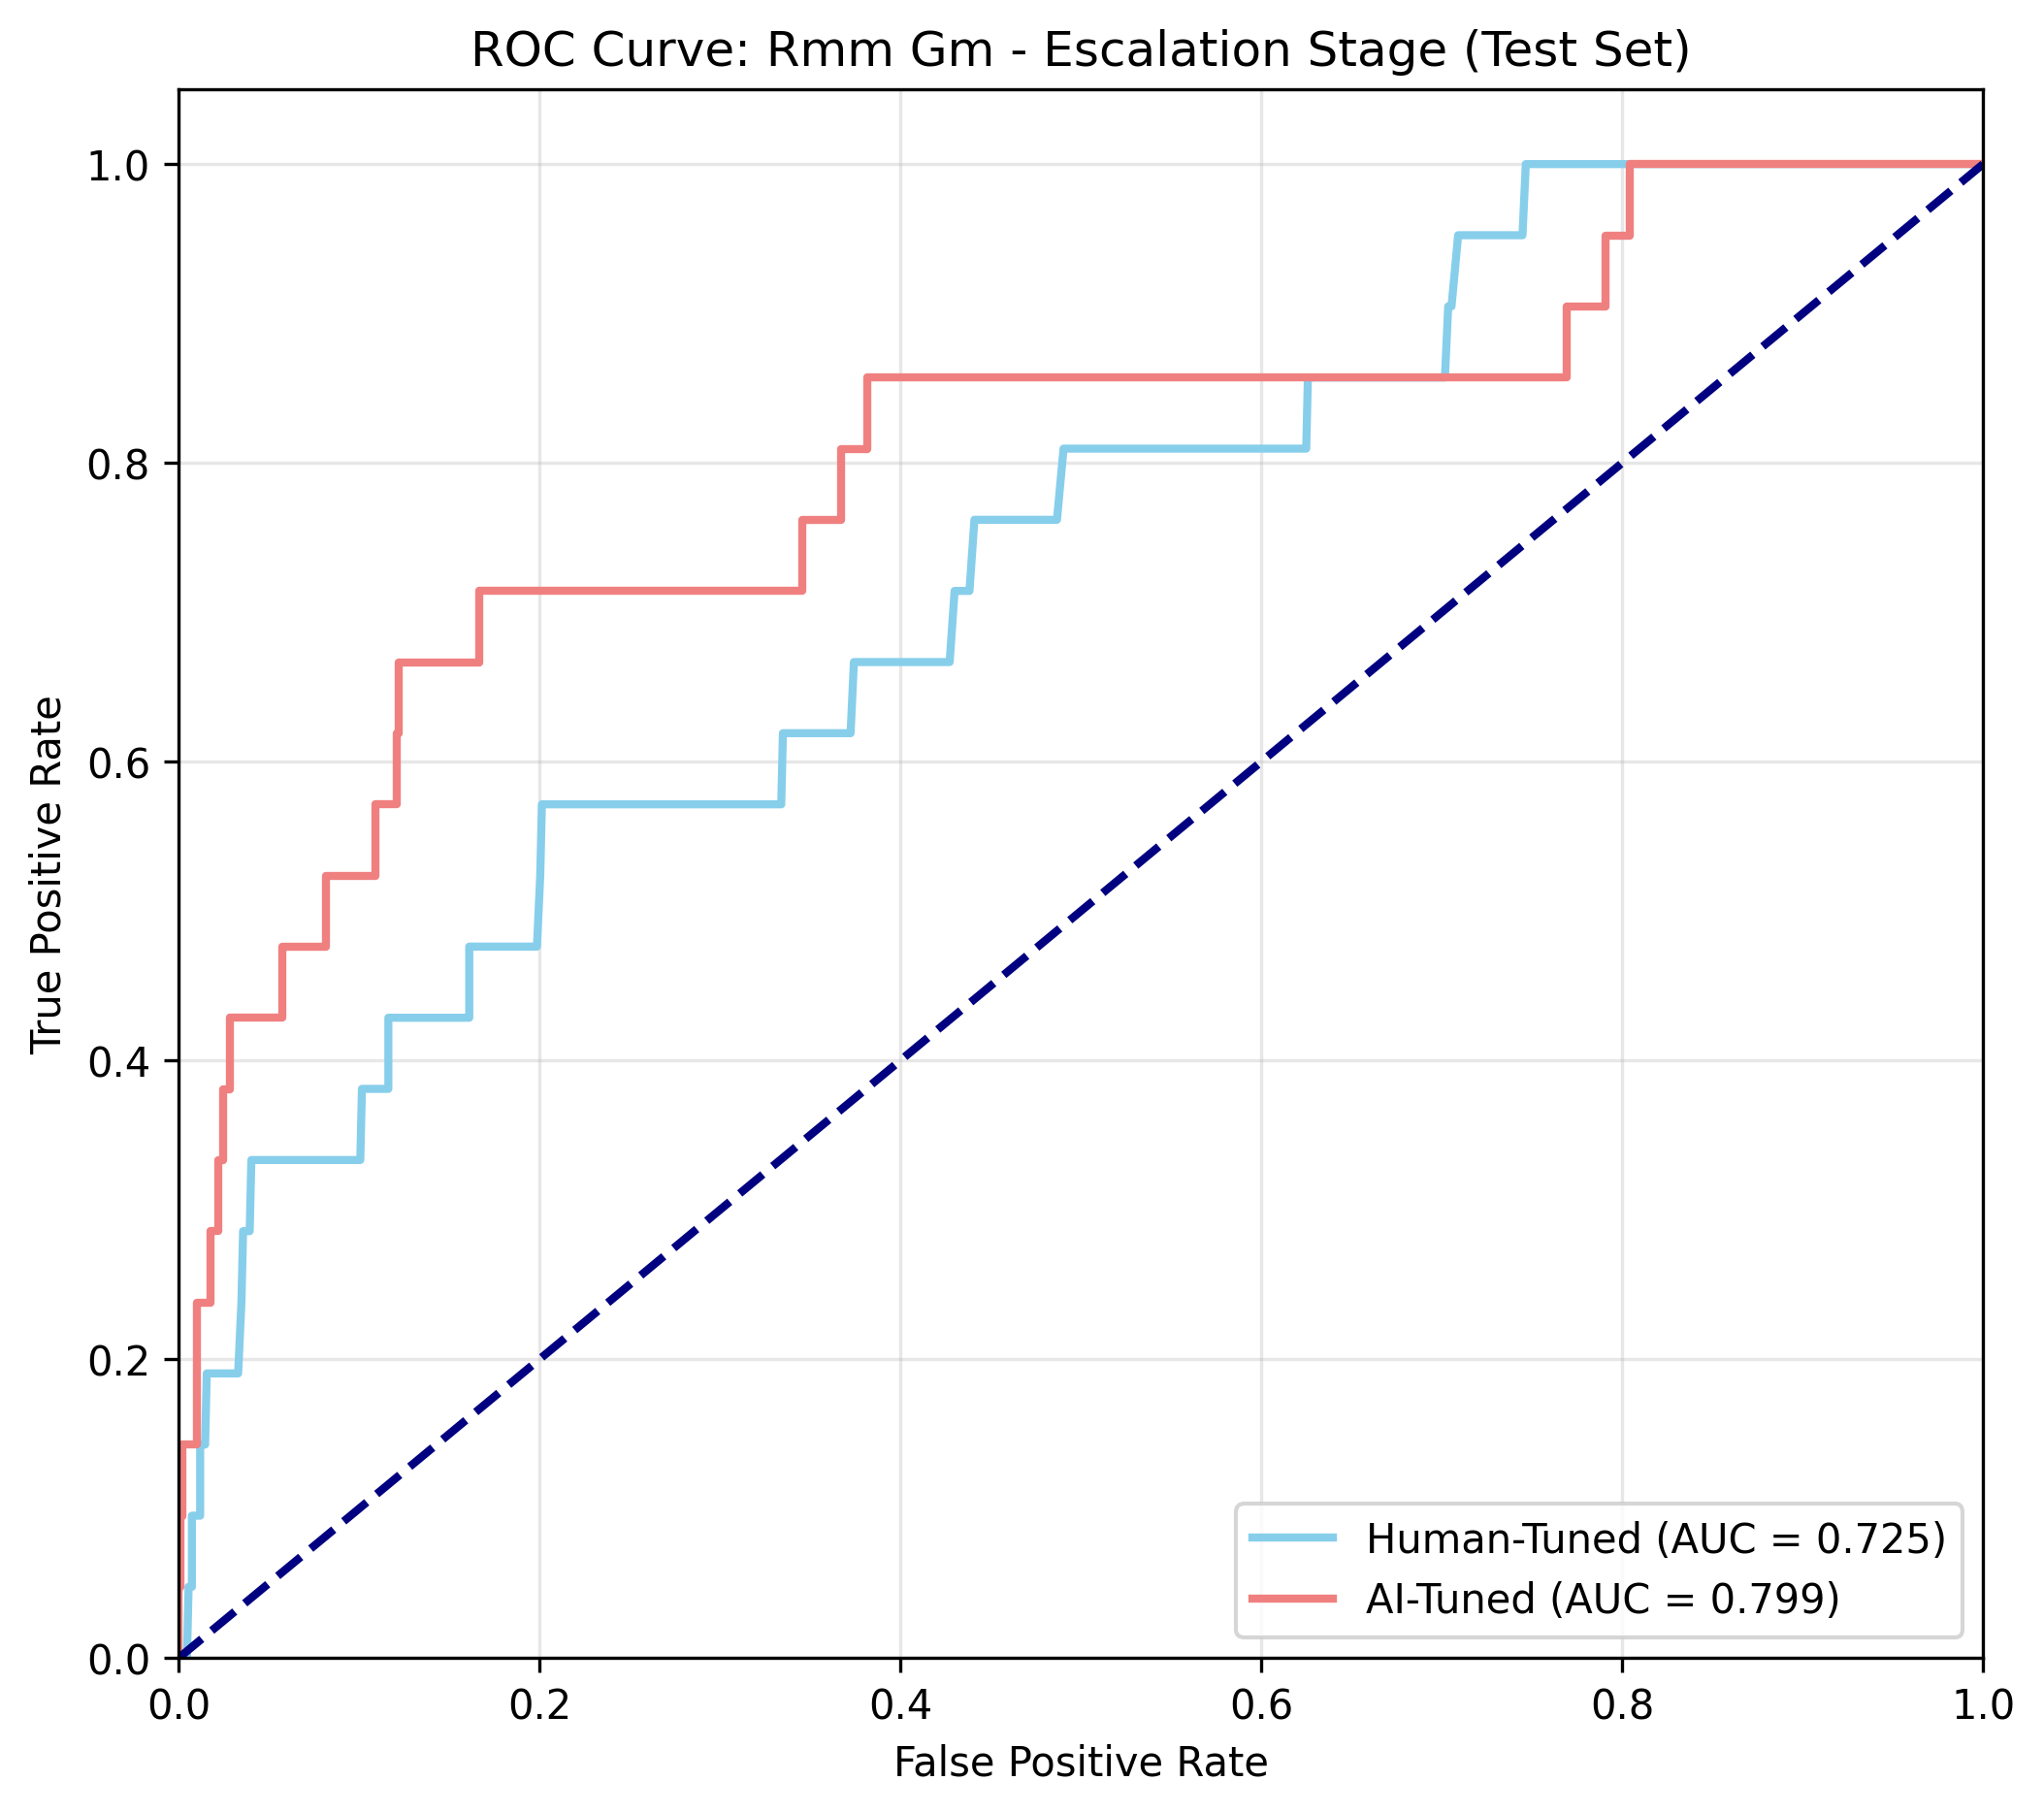 ROC Curve: Rmm Gm - Escalation Stage (Test Set)
True Positive Rate
1.0
0.8
0.6
0.4
0.2
0.0
0.0 0.2 0.4 0.6 0.8 1.0
False Positive Rate
Human-Tuned (AUC = 0.725)
AI-Tuned (AUC = 0.799)